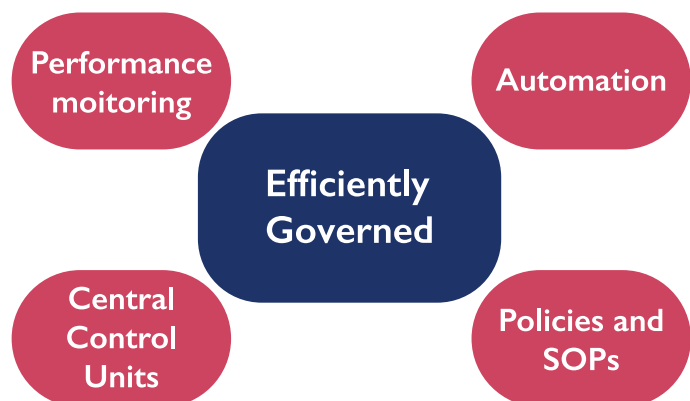 Performance
moitoring
Automation
Efficiently
Governed
Central
Control
Units
Policies and
SOPs